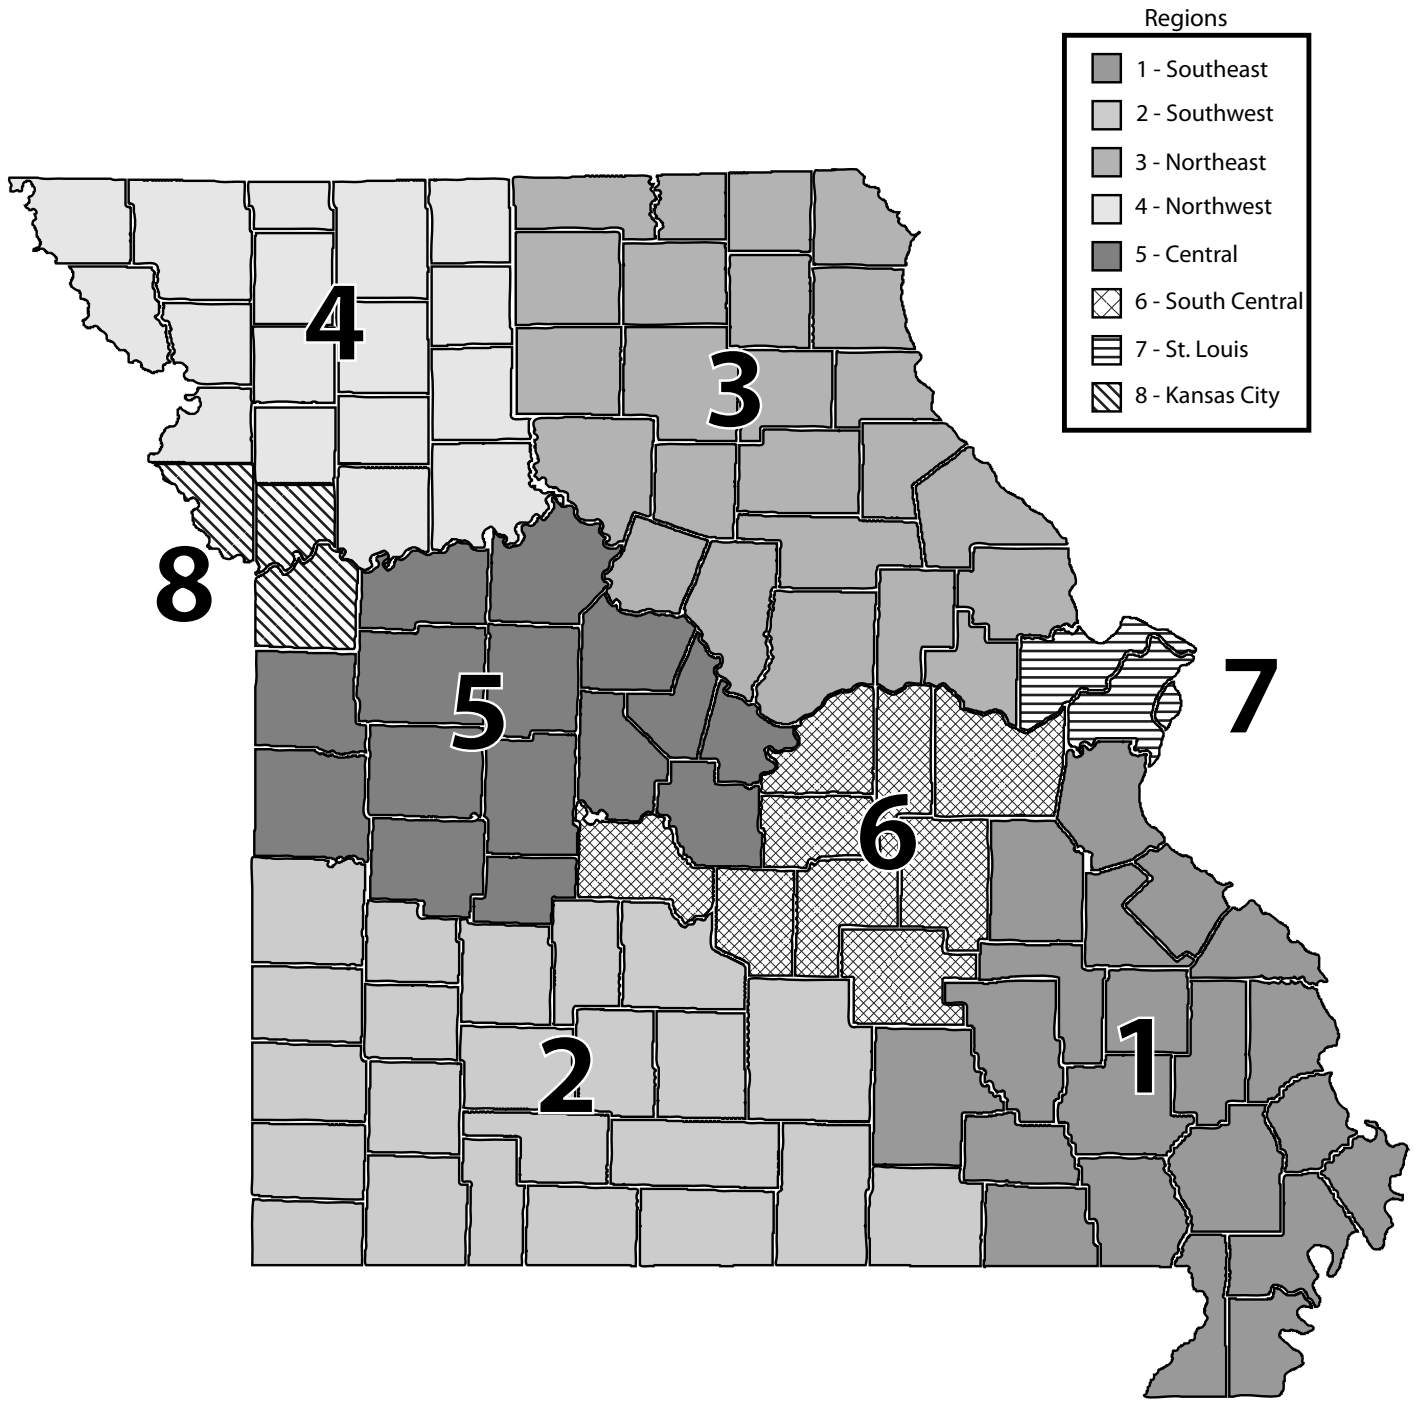 Regions
1 - Southeast
2 - Southwest
3 - Northeast
4 - Northwest
5 - Central
6 - South Central
7 - St. Louis
8 - Kansas City
4
3
8
5
7
6
2
1